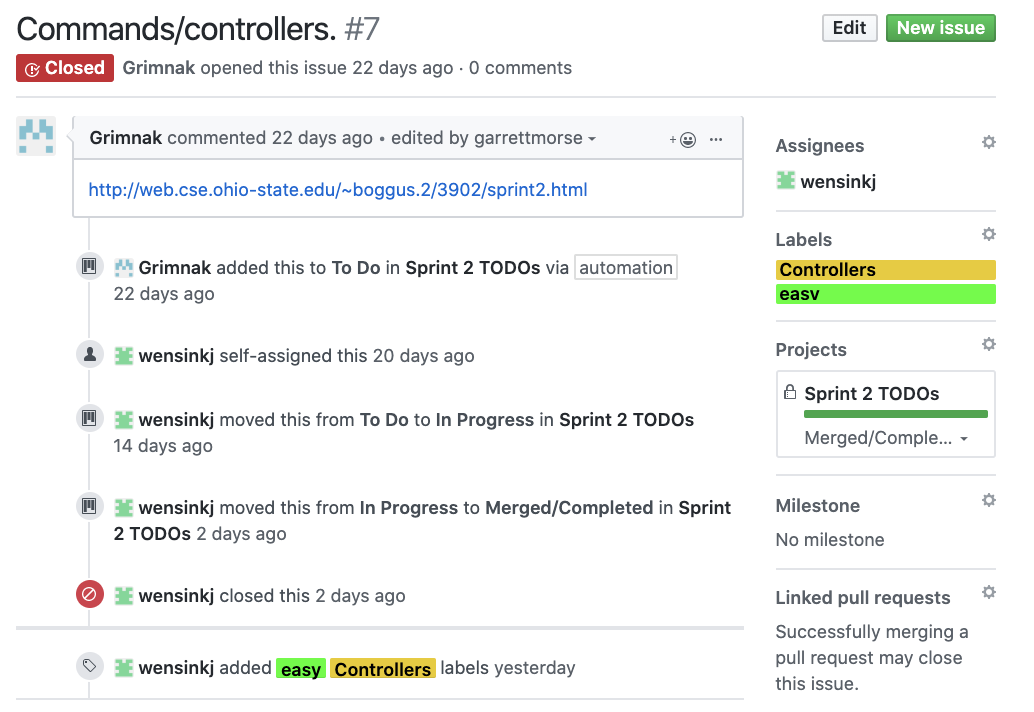 Commands/controllers. #7
Edit
New issue
Closed
Grimnak opened this issue 22 days ago · 0 comments
Grimnak commented 22 days ago • edited by garrettmorse
http://web.cse.ohio-state.edu/~boggus.2/3902/sprint2.html
Grimnak added this to To Do in Sprint 2 TODOs via automation
22 days ago
wensinkj self-assigned this 20 days ago
wensinkj moved this from To Do to In Progress in Sprint 2 TODOs
14 days ago
wensinkj moved this from In Progress to Merged/Completed in Sprint
2 TODOs 2 days ago
wensinkj closed this 2 days ago
wensinkj added easy Controllers labels yesterday
Assignees
wensinkj
Labels
Controllers
easy
Projects
Sprint 2 TODOs
Merged/Comple...
Milestone
No milestone
Linked pull requests
Successfully merging a
pull request may close
this issue.